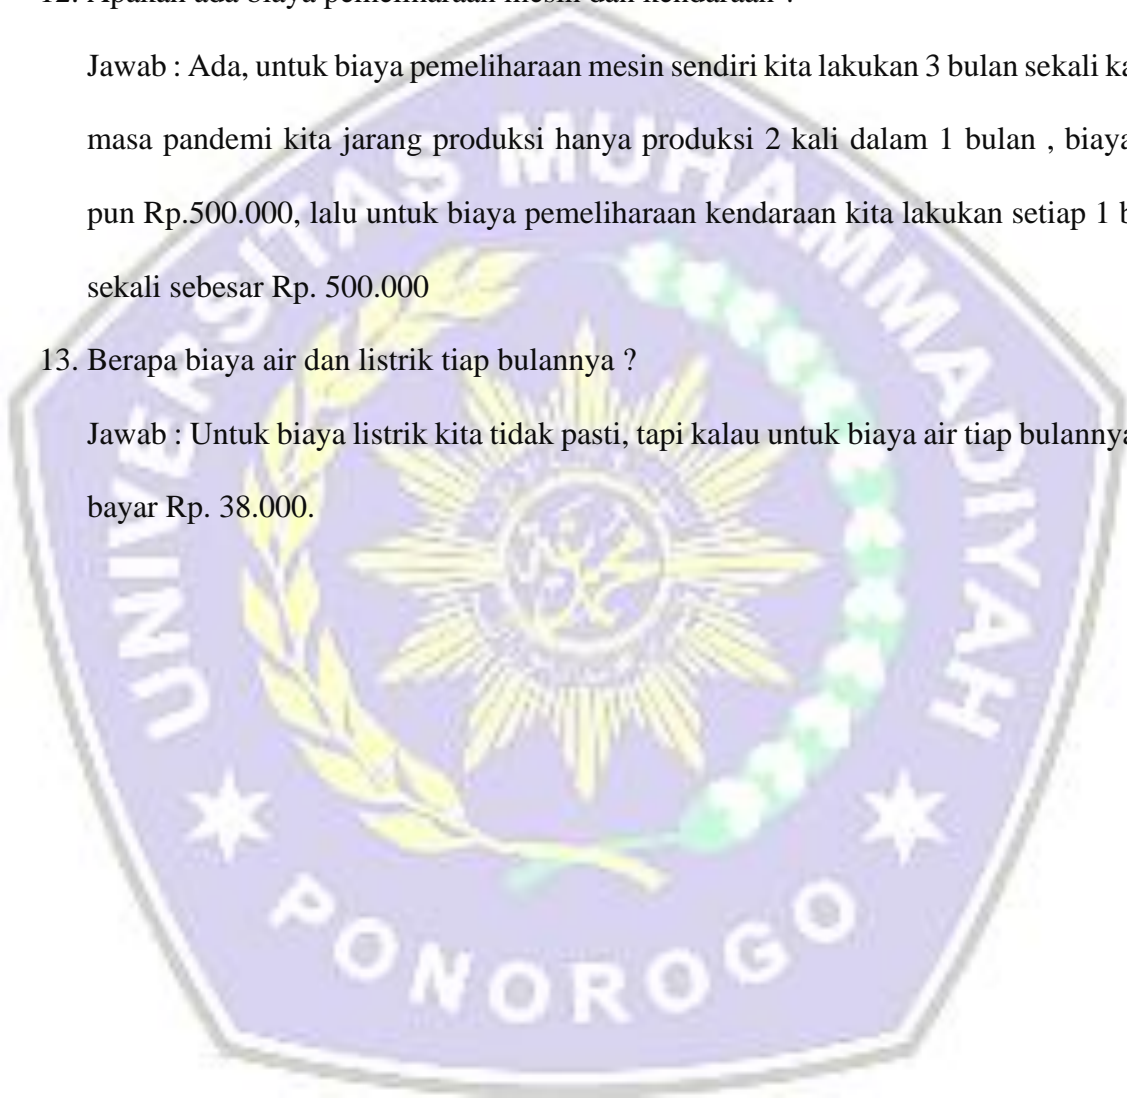 12. Apakah ada biaya pemeliharaan mesin dan kendaraan ?
Jawab : Ada, untuk biaya pemeliharaan mesin sendiri kita lakukan 3 bulan sekali
masa pandemi kita jarang produksi hanya produksi 2 kali dalam 1 bulan , biaya
pun Rp.500.000, lalu untuk biaya pemeliharaan kendaraan kita lakukan setiap 1
sekali sebesar Rp. 500.000
13. Berapa biaya air dan listrik tiap bulannya ?
Jawab : Untuk biaya listrik kita tidak pasti, tapi kalau untuk biaya air tiap bulannya
bayar Rp. 38.000.
UNIVERSITAS MUHAMMADIYAH
PONOROGO